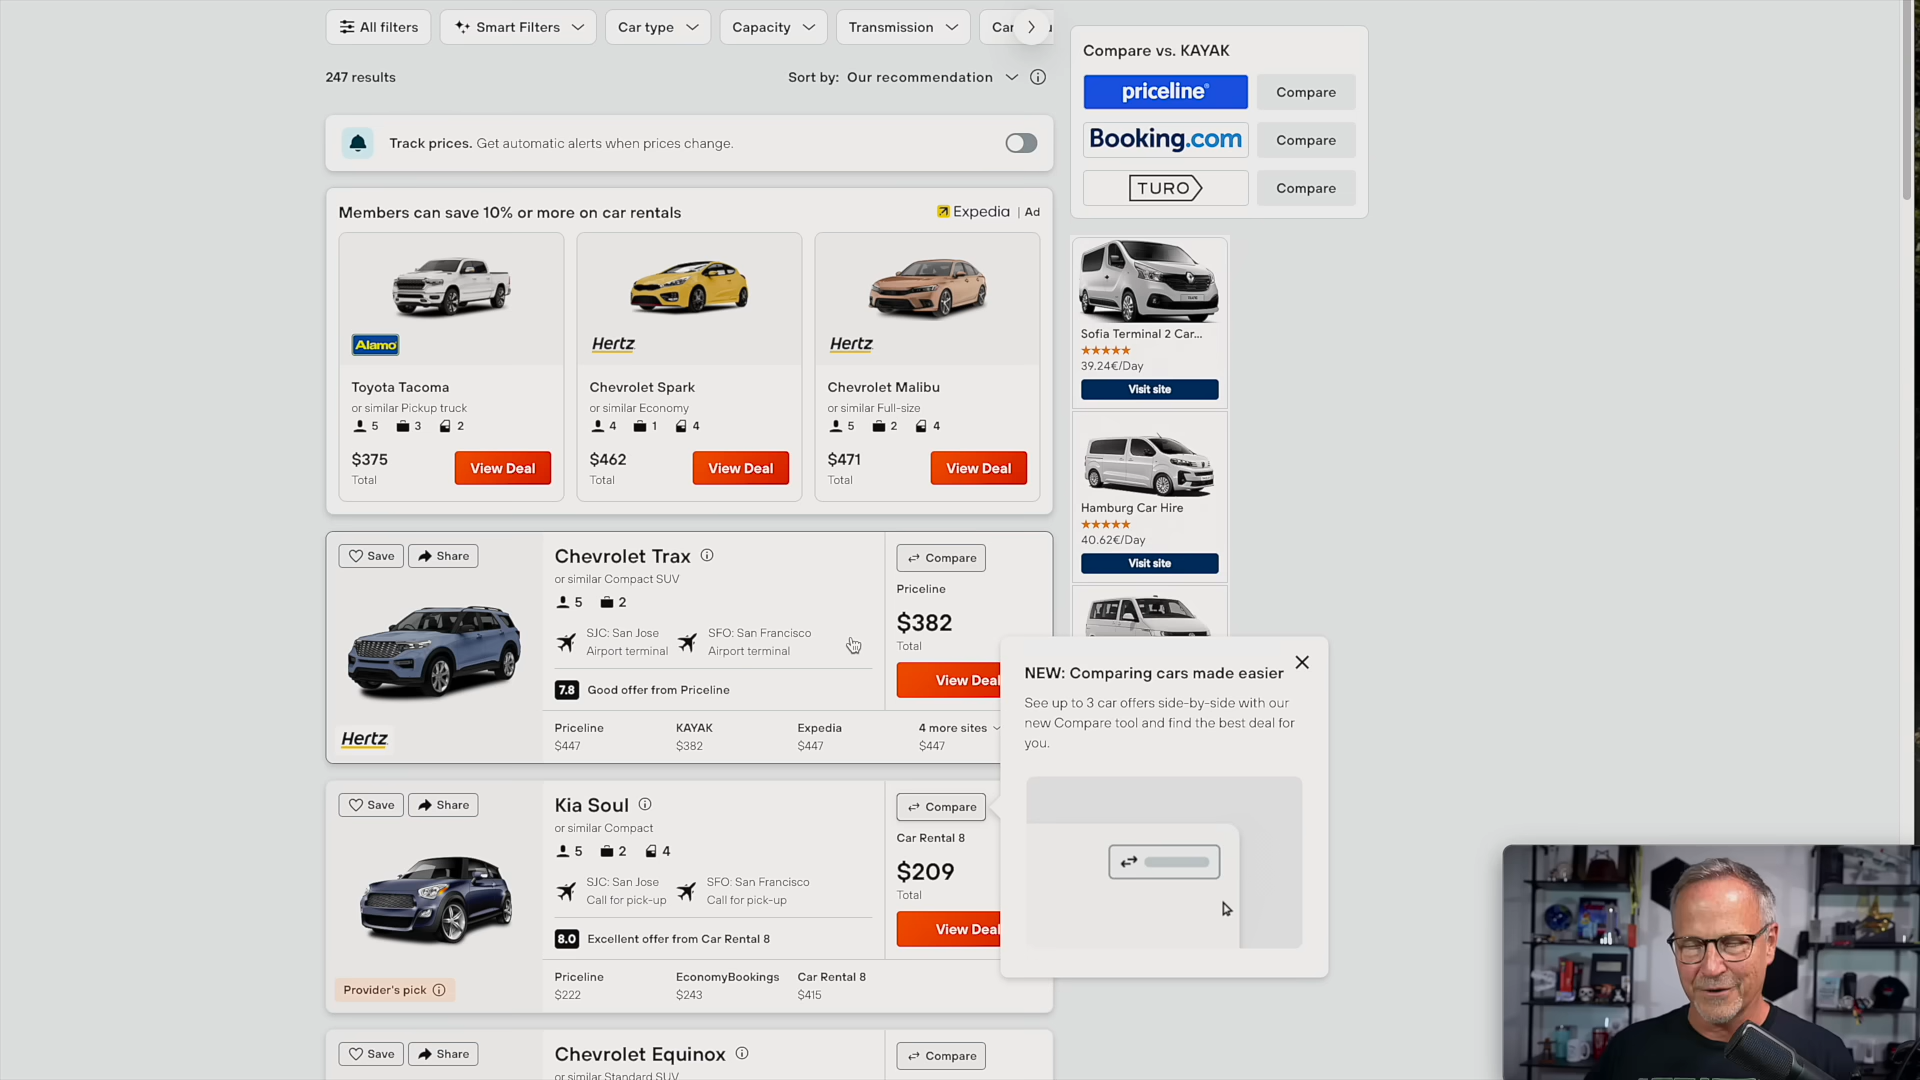 All filters
Smart Filters
Car type
Capacity
Transmission
247 results
Sort by: Our recommendation
Track prices. Get automatic alerts when prices change.
Members can save 10% or more on car rentals
Expedia | Ad
Alamo
Toyota Tacoma
or similar Pickup truck
5 3 2
$375
Total
View Deal
Hertz
Chevrolet Spark
or similar Economy
4 1 4
$462
Total
View Deal
Hertz
Chevrolet Malibu
or similar Full-size
5 2 4
$471
Total
View Deal
Save
Share
Hertz
Chevrolet Trax
or similar Compact SUV
5 2
SJC: San Jose
Airport terminal
SFO: San Francisco
Airport terminal
7.8 Good offer from Priceline
Compare
Priceline
$382
Total
View Deal
Priceline
$447
KAYAK
$382
Expedia
$447
4 more sites
$447
Save
Share
Provider's pick
Kia Soul
or similar Compact
5 2 4
SJC: San Jose
Call for pick-up
SFO: San Francisco
Call for pick-up
8.0 Excellent offer from Car Rental 8
Compare
Car Rental 8
$209
Total
View Deal
Priceline
$222
EconomyBookings
$243
Car Rental 8
$415
Save
Share
Chevrolet Equinox
or similar Standard SUV
Compare
Compare vs. KAYAK
priceline
Compare
Booking.com
Compare
TURO
Compare
Sofia Terminal 2 Car...
39.24€/Day
Visit site
Hamburg Car Hire
40.62€/Day
Visit site
NEW: Comparing cars made easier
See up to 3 car offers side-by-side with our
new Compare tool and find the best deal for
you.